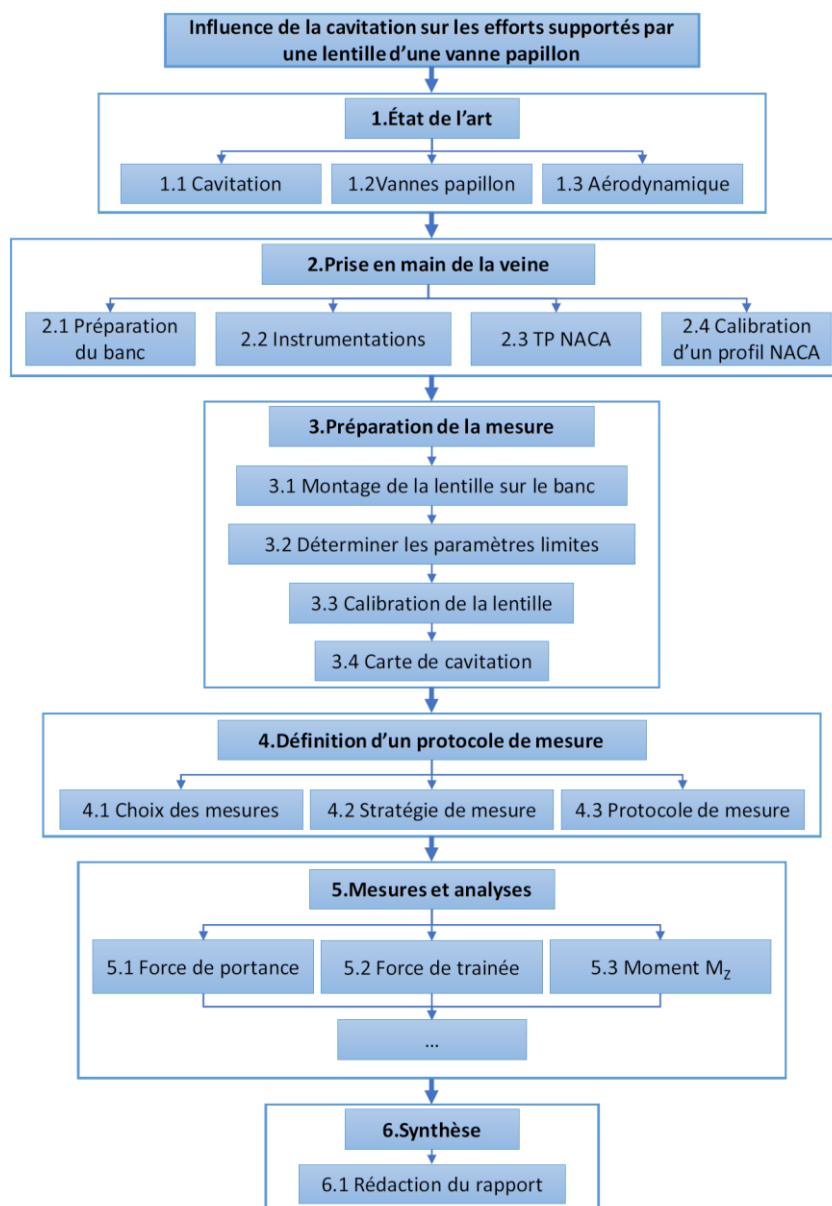 Influence de la cavitation sur les efforts supportés par
une lentille d’une vanne papillon
1.État de l’art
1.1 Cavitation
1.2Vannes papillon
1.3 Aérodynamique
2.Prise en main de la veine
2.1 Préparation
du banc
2.2 Instrumentations
2.3 TP NACA
2.4 Calibration
d’un profil NACA
3.Préparation de la mesure
3.1 Montage de la lentille sur le banc
3.2 Déterminer les paramètres limites
3.3 Calibration de la lentille
3.4 Carte de cavitation
4.Définition d’un protocole de mesure
4.1 Choix des mesures
4.2 Stratégie de mesure
4.3 Protocole de mesure
5.Mesures et analyses
5.1 Force de portance
5.2 Force de trainée
5.3 Moment M_Z
...
6.Synthèse
6.1 Rédaction du rapport